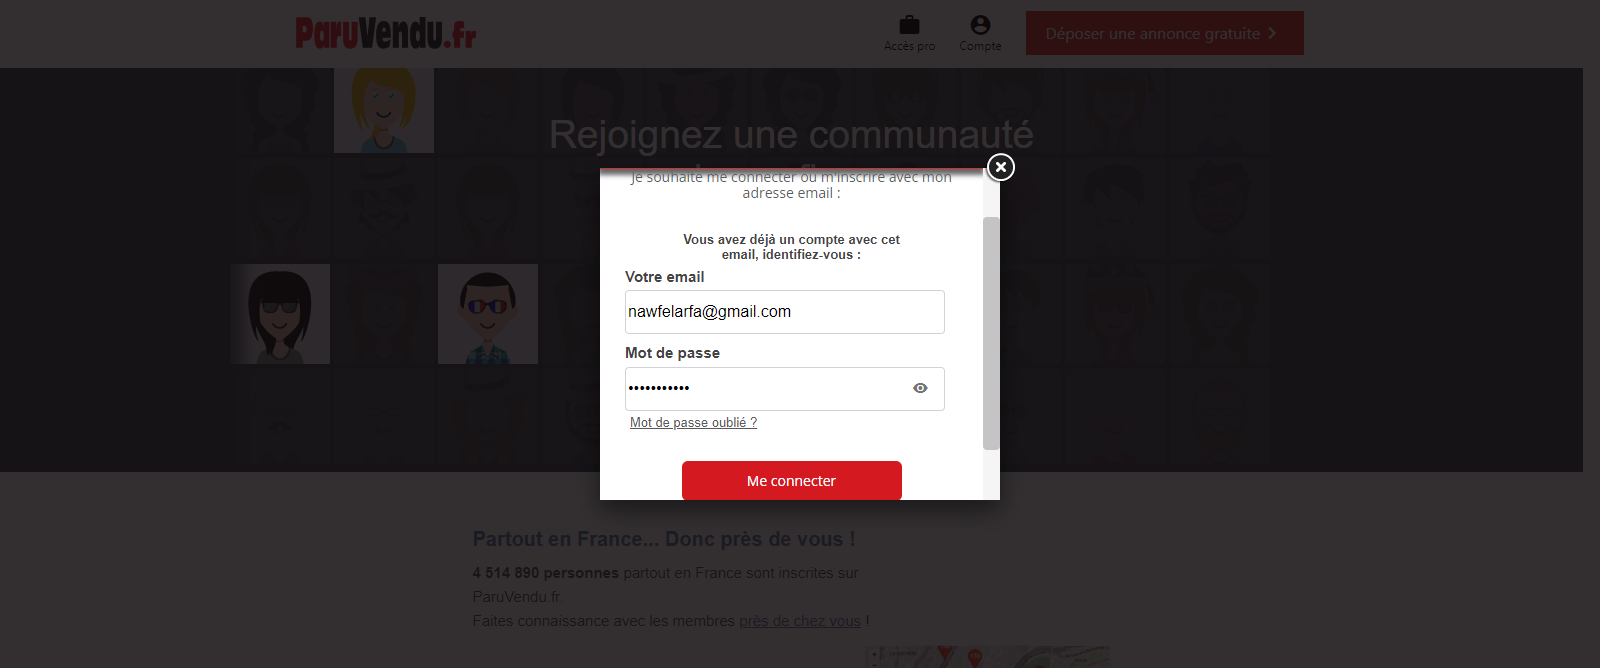 ParuVendu.fr
Accès pro
Compte
Déposer une annonce gratuite
Rejoignez une communauté
Je souhaite me connecter ou m'inscrire avec mon
adresse email :
Vous avez déjà un compte avec cet
email, identifiez-vous :
Votre email
nawfelarfa@gmail.com
Mot de passe
•••••••••••
Mot de passe oublié ?
Me connecter
Partout en France... Donc près de vous !
4 514 890 personnes partout en France sont inscrites sur
ParuVendu.fr.
Faites connaissance avec les membres près de chez vous !